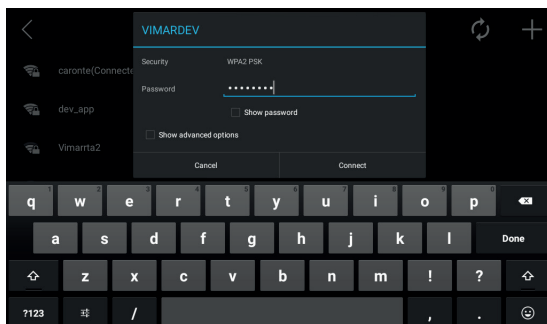 VIMARDEV
Security WPA2 PSK
caronte(Connecte
Password ••••••••
dev_app
Show password
Show advanced options
Vimarrta2
Cancel Connect
1 2 3 4 5 6 7 8 9 0
q w e r t y u i o p
a s d f g h j k l Done
z x c v b n m ! ?
?123 / , .